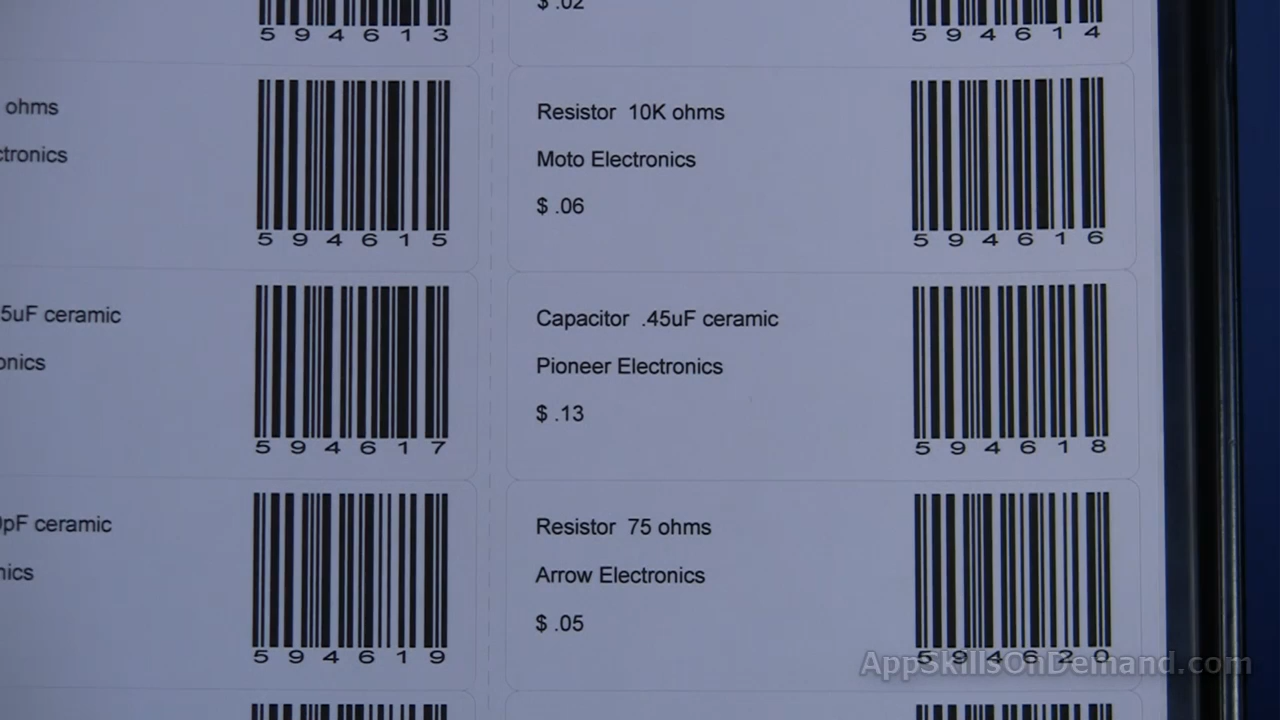 594613
$ .02
594614
ohms
ctronics
594615
Resistor 10K ohms
Moto Electronics
$ .06
594616
5uF ceramic
onics
594617
Capacitor .45uF ceramic
Pioneer Electronics
$ .13
594618
0pF ceramic
nics
594619
Resistor 75 ohms
Arrow Electronics
$ .05
594620
AppSkillsOnDemand.com